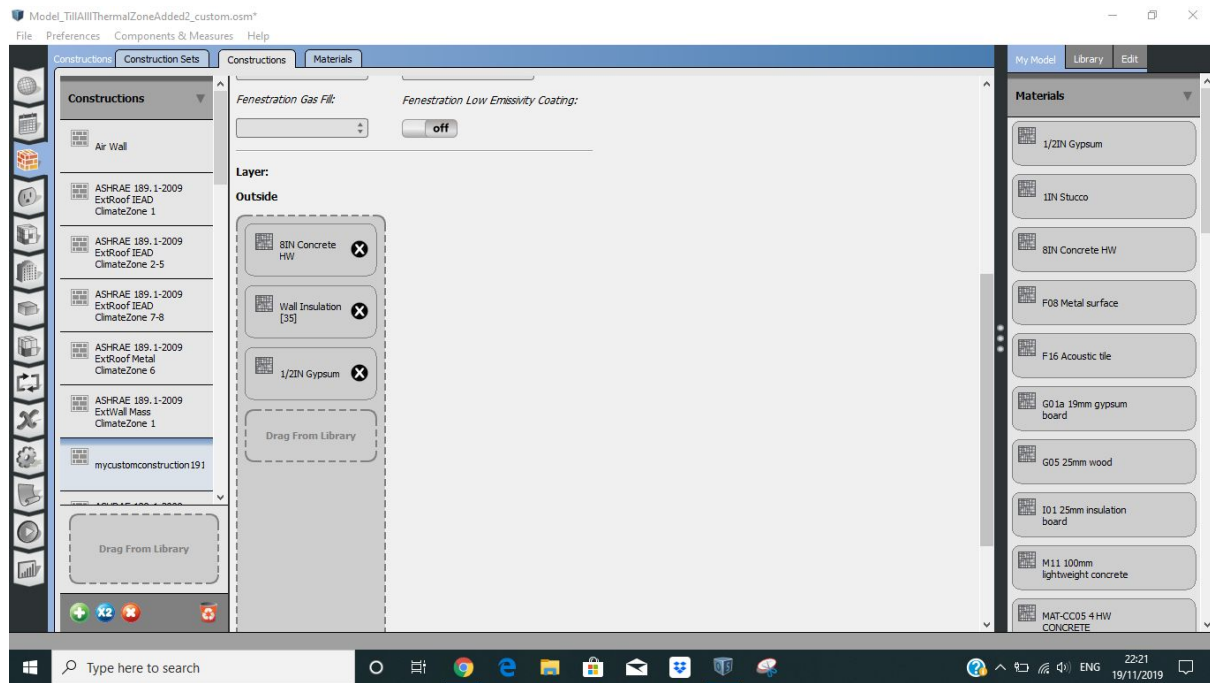 Model_TillAllThermalZoneAdded2_custom.osm*
File Preferences Components & Measures Help
Constructions Construction Sets Constructions Materials
My Model Library Edit
Constructions
Air Wall
ASHRAE 189.1-2009
ExtRoof IEAD
ClimateZone 1
ASHRAE 189.1-2009
ExtRoof IEAD
ClimateZone 2-5
ASHRAE 189.1-2009
ExtRoof IEAD
ClimateZone 7-8
ASHRAE 189.1-2009
ExtRoof Metal
ClimateZone 6
ASHRAE 189.1-2009
ExtWall Mass
ClimateZone 1
mycustomconstruction191
Drag From Library
X2
Fenestration Gas Fill:
Fenestration Low Emissivity Coating:
off
Layer:
Outside
8IN Concrete
HW
Wall Insulation
[35]
1/2IN Gypsum
Drag From Library
Materials
1/2IN Gypsum
1IN Stucco
8IN Concrete HW
F08 Metal surface
F16 Acoustic tile
G01a 19mm gypsum
board
G05 25mm wood
I01 25mm insulation
board
M11 100mm
lightweight concrete
MAT-CC05 4 HW
CONCRETE
Type here to search
ENG
22:21
19/11/2019